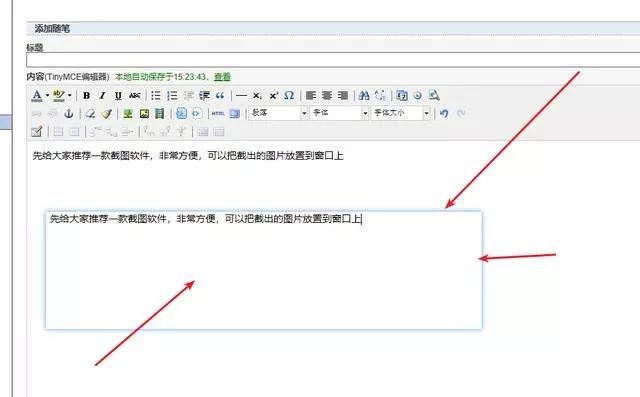 添加随笔
标题
内容(TinyMCE编辑器) 本地自动保存于15:23:43, 查看
A B I U ABC x₂ x² Ω
HTML 段落 字体 字体大小
先给大家推荐一款截图软件，非常方便，可以把截出的图片放置到窗口上
先给大家推荐一款截图软件，非常方便，可以把截出的图片放置到窗口上